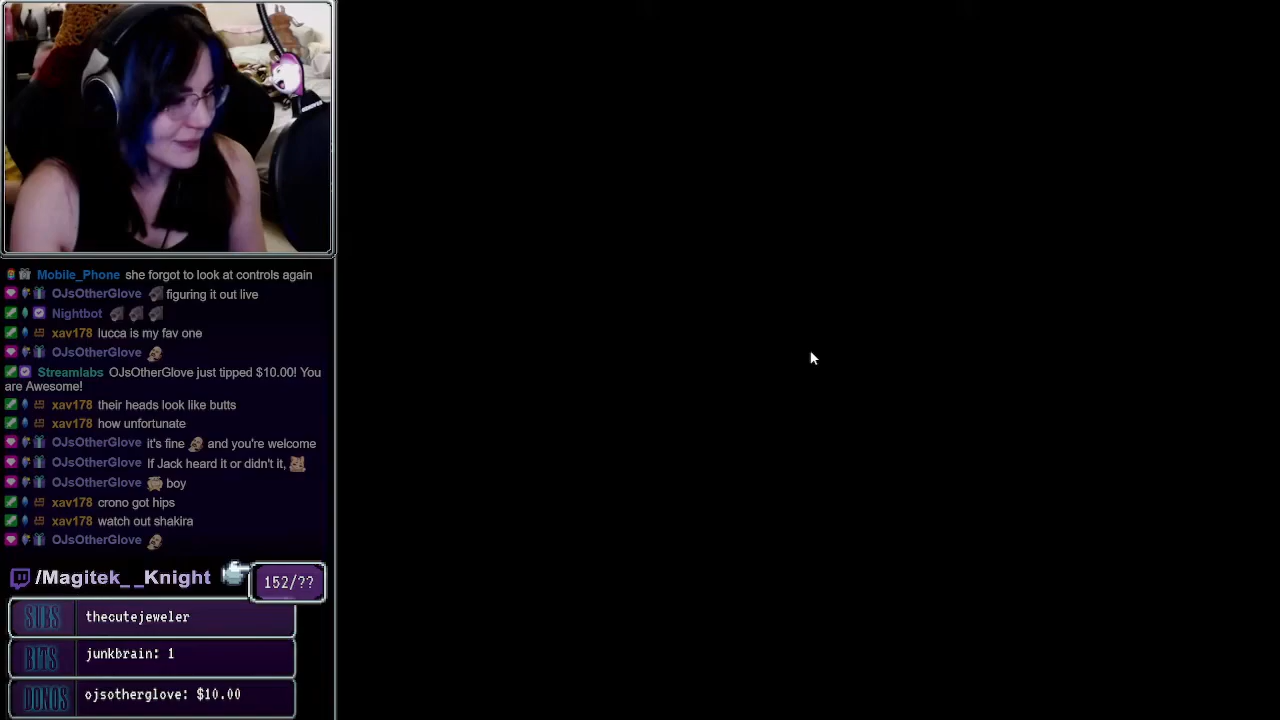 Mobile_Phone she forgot to look at controls again
OJsOtherGlove figuring it out live
Nightbot
xav178 lucca is my fav one
OJsOtherGlove
Streamlabs OJsOtherGlove just tipped $10.00! You
are Awesome!
xav178 their heads look like butts
xav178 how unfortunate
OJsOtherGlove it's fine and you're welcome
OJsOtherGlove If Jack heard it or didn't it,
OJsOtherGlove boy
xav178 crono got hips
xav178 watch out shakira
OJsOtherGlove
/Magitek__Knight
152/??
SUBS thecutejeweler
BITS junkbrain: 1
DONOS ojsotherglove: $10.00